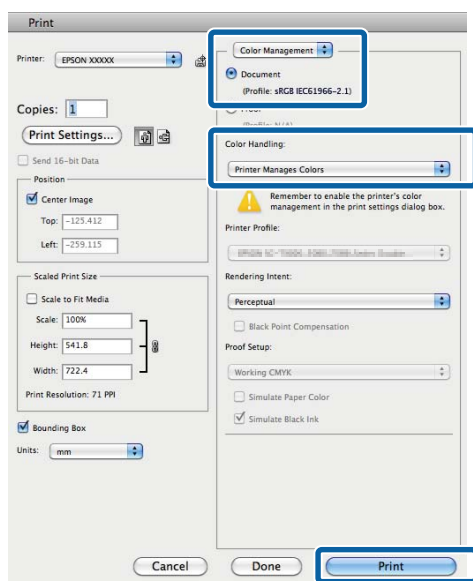 Print
Printer: EPSON XXXXX
Copies: 1
Print Settings...
Send 16-bit Data
Position
Center Image
Top: -125.412
Left: -259.115
Scaled Print Size
Scale to Fit Media
Scale: 100%
Height: 541.8
Width: 722.4
Print Resolution: 71 PPI
Bounding Box
Units: mm
Color Management
Document
(Profile: sRGB IEC61966-2.1)
Color Handling:
Printer Manages Colors
Remember to enable the printer's color
management in the print settings dialog box.
Printer Profile:
Rendering Intent:
Perceptual
Black Point Compensation
Proof Setup:
Working CMYK
Simulate Paper Color
Simulate Black Ink
Cancel
Done
Print